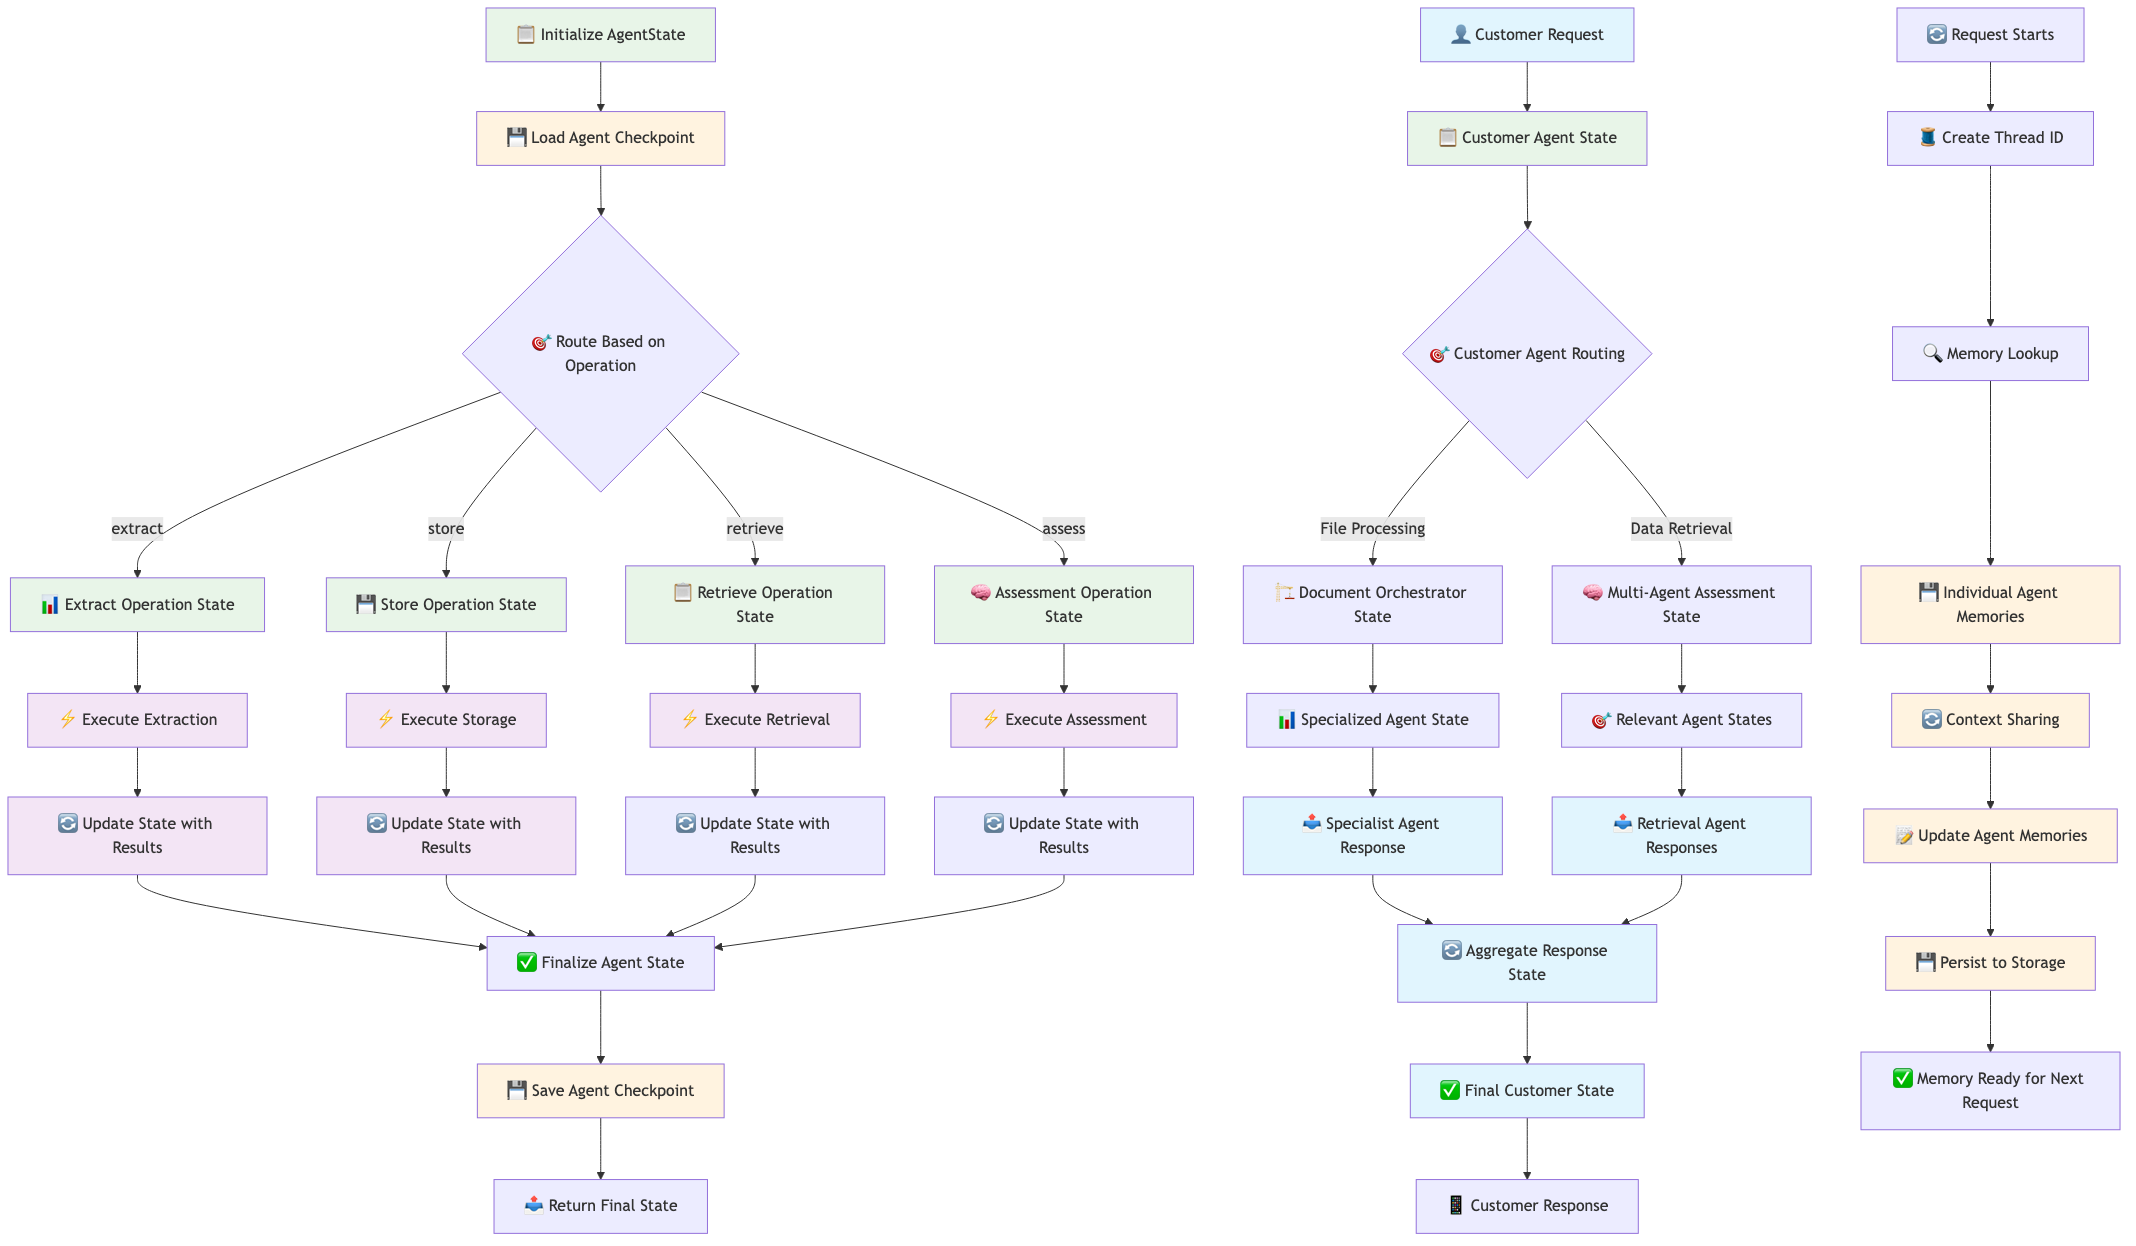 Initialize AgentState
Load Agent Checkpoint
Route Based on
Operation
extract
store
retrieve
assess
Extract Operation State
Store Operation State
Retrieve Operation
State
Assessment Operation
State
Execute Extraction
Execute Storage
Execute Retrieval
Execute Assessment
Update State with
Results
Update State with
Results
Update State with
Results
Update State with
Results
Finalize Agent State
Save Agent Checkpoint
Return Final State
Customer Request
Customer Agent State
Customer Agent Routing
File Processing
Data Retrieval
Document Orchestrator
State
Multi-Agent Assessment
State
Specialized Agent State
Relevant Agent States
Specialist Agent
Response
Retrieval Agent
Responses
Aggregate Response
State
Final Customer State
Customer Response
Request Starts
Create Thread ID
Memory Lookup
Individual Agent
Memories
Context Sharing
Update Agent Memories
Persist to Storage
Memory Ready for Next
Request